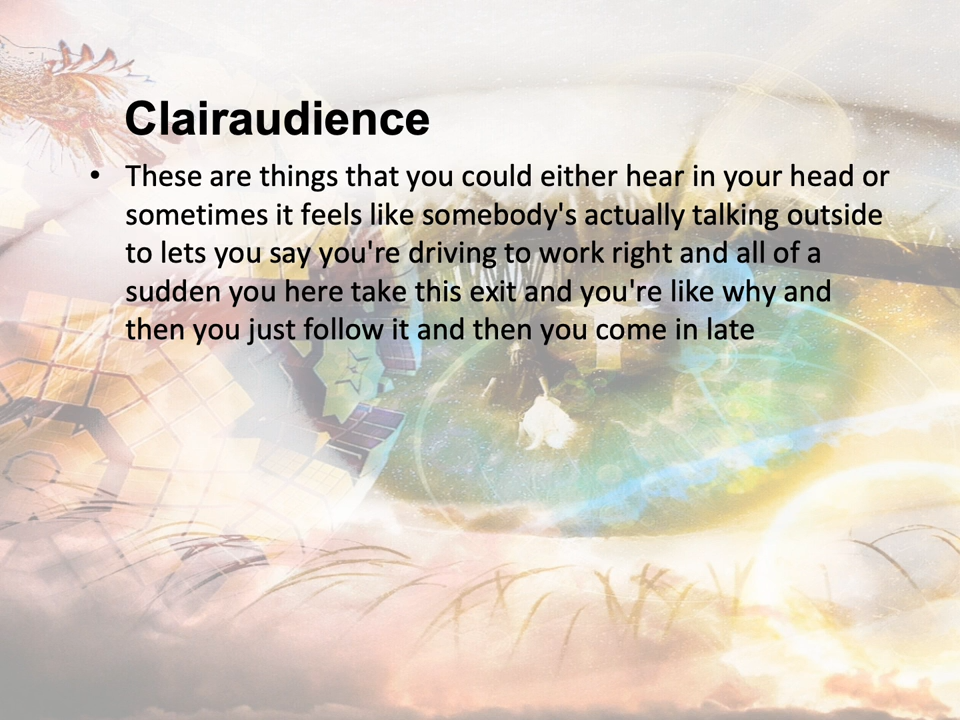 Clairaudience
• These are things that you could either hear in your head or
sometimes it feels like somebody's actually talking outside
to lets you say you're driving to work right and all of a
sudden you here take this exit and you're like why and
then you just follow it and then you come in late